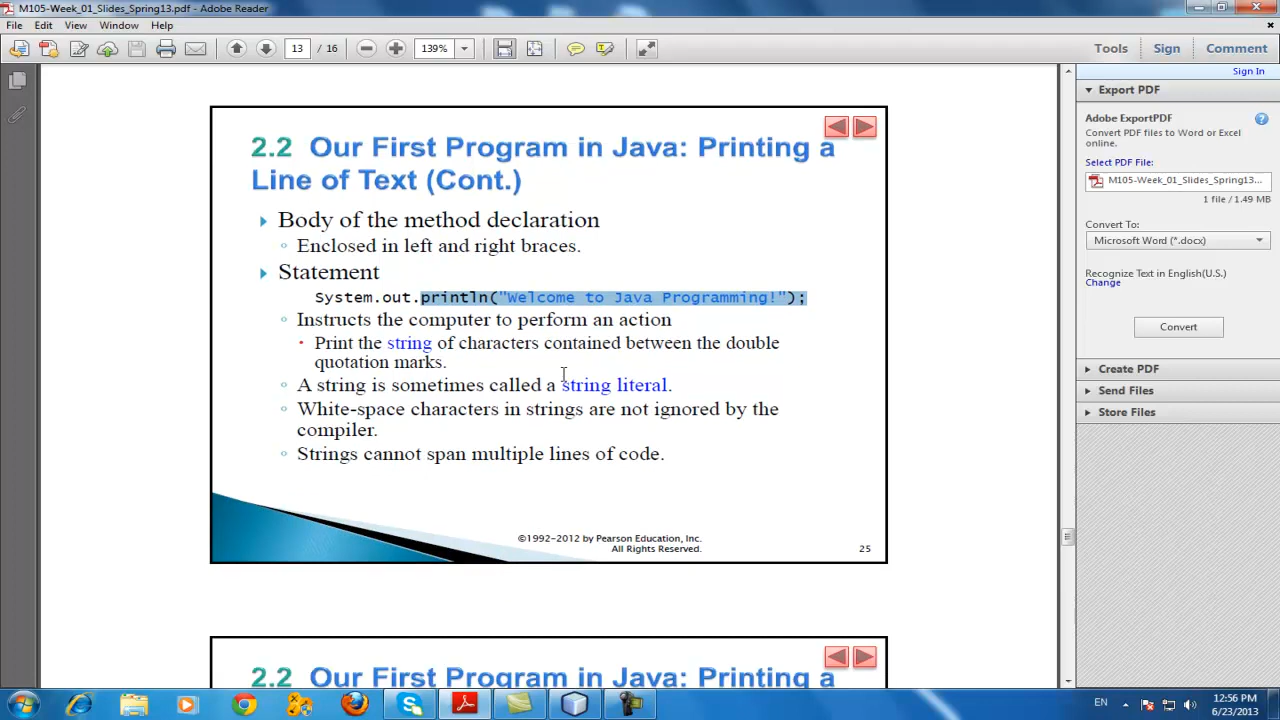 M105-Week_01_Slides_Spring13.pdf - Adobe Reader
File Edit View Window Help
13 / 16
139%
Tools
Sign
Comment
Sign In
Export PDF
Adobe ExportPDF
Convert PDF files to Word or Excel
online.
Select PDF File:
M105-Week_01_Slides_Spring13...
1 file / 1.49 MB
Convert To:
Microsoft Word (*.docx)
Recognize Text in English(U.S.)
Change
Convert
Create PDF
Send Files
Store Files
2.2 Our First Program in Java: Printing a
Line of Text (Cont.)
Body of the method declaration
Enclosed in left and right braces.
Statement
System.out.println("Welcome to Java Programming!");
Instructs the computer to perform an action
Print the string of characters contained between the double
quotation marks.
A string is sometimes called a string literal.
White-space characters in strings are not ignored by the
compiler.
Strings cannot span multiple lines of code.
©1992-2012 by Pearson Education, Inc.
All Rights Reserved.
25
2.2 Our First Program in Java: Printing a
EN
12:56 PM
6/23/2013